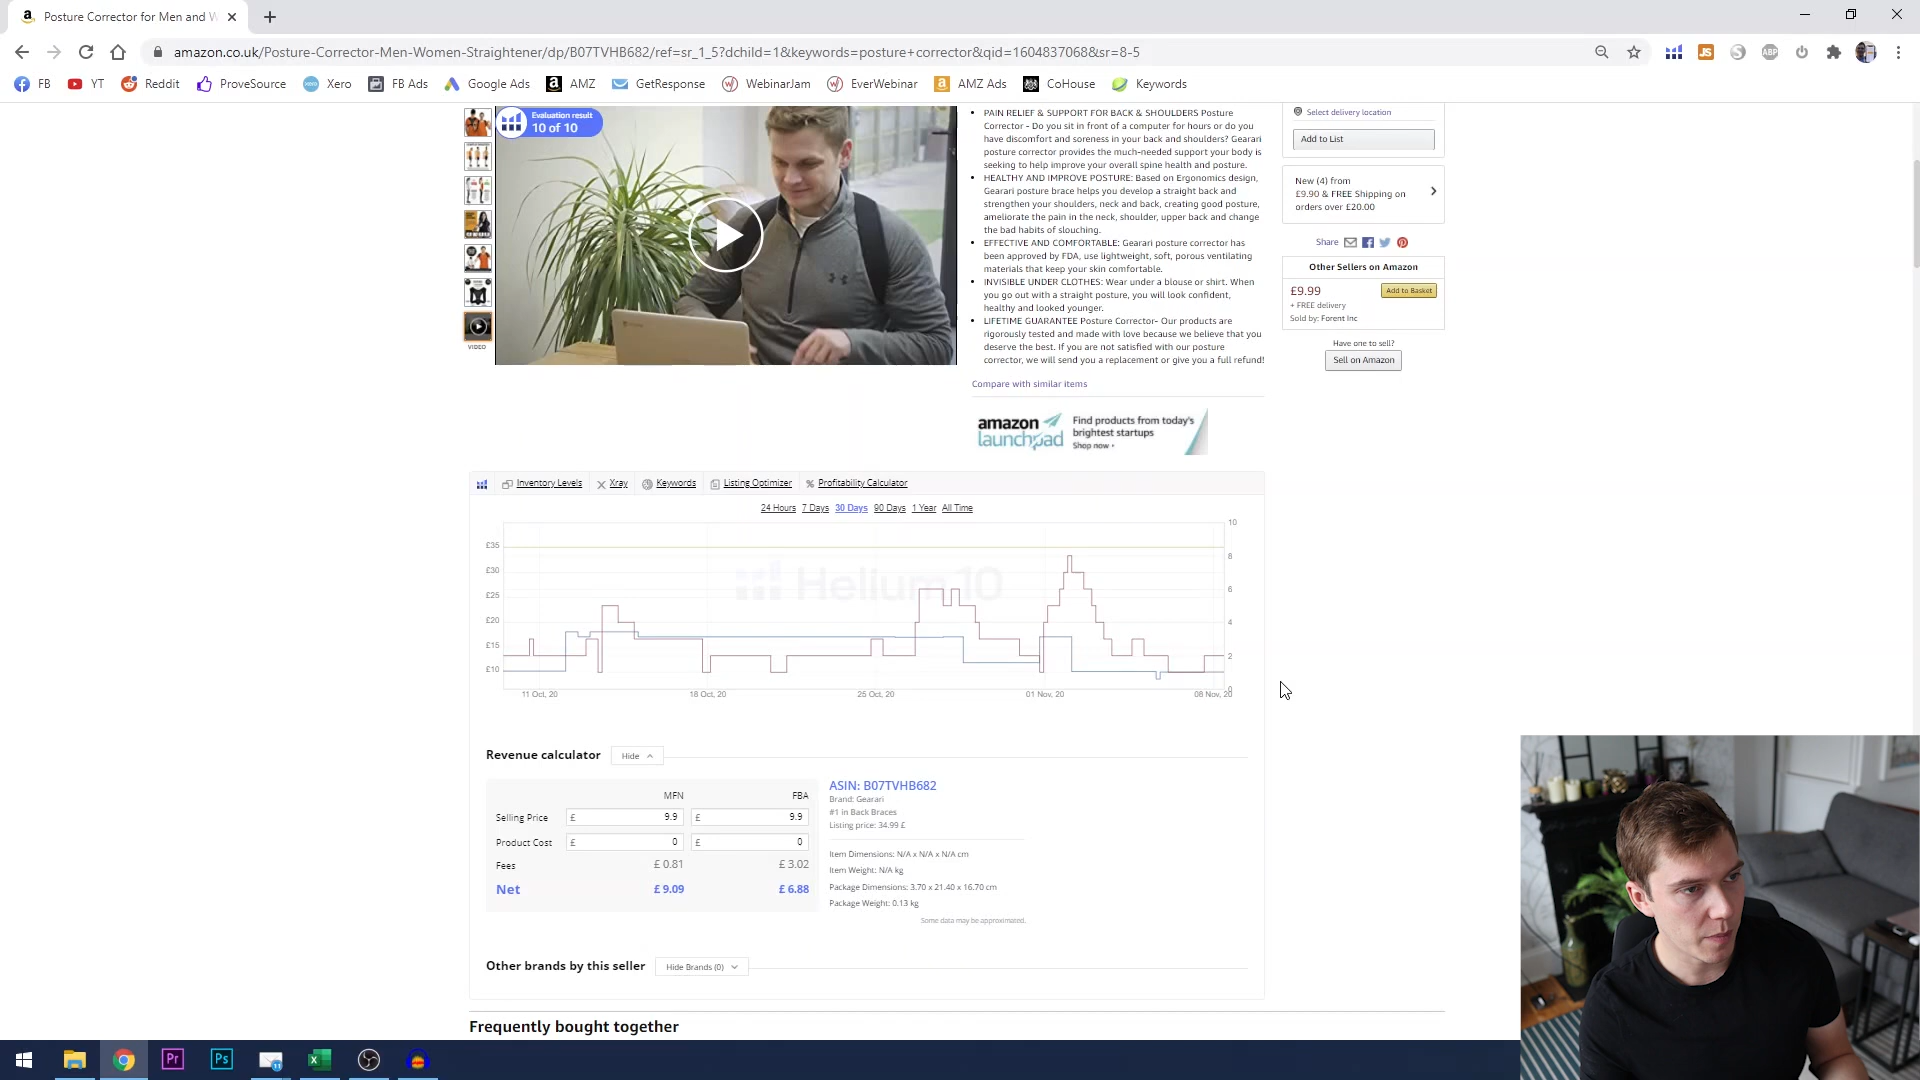 Posture Corrector for Men and W
amazon.co.uk/Posture-Corrector-Men-Women-Straightener/dp/B07TVHB682/ref=sr_1_5?dchild=1&keywords=posture+corrector&qid=1604837068&sr=8-5
FB YT Reddit ProveSource Xero FB Ads Google Ads AMZ GetResponse WebinarJam EverWebinar AMZ Ads CoHouse Keywords
Evaluation result
10 of 10
VIDEO
PAIN RELIEF & SUPPORT FOR BACK & SHOULDERS Posture
Corrector - Do you sit in front of a computer for hours or do you
have discomfort and soreness in your back and shoulders? Gearari
posture corrector provides the much-needed support your body is
seeking to help improve your overall spine health and posture.
HEALTHY AND IMPROVE POSTURE: Based on Ergonomics design,
Gearari posture brace helps you develop a straight back and
strengthen your shoulders, neck and back, creating good posture,
ameliorate the pain in the neck, shoulder, upper back and change
the bad habits of slouching.
EFFECTIVE AND COMFORTABLE: Gearari posture corrector has
been approved by FDA, use lightweight, soft, porous ventilating
materials that keep your skin comfortable.
INVISIBLE UNDER CLOTHES: Wear under a blouse or shirt. When
you go out with a straight posture, you will look confident,
healthy and looked younger.
LIFETIME GUARANTEE Posture Corrector- Our products are
rigorously tested and made with love because we believe that you
deserve the best. If you are not satisfied with our posture
corrector, we will send you a replacement or give you a full refund!
Compare with similar items
amazon
launchpad
Find products from today's
brightest startups
Shop now
Select delivery location
Add to List
New (4) from
£9.90 & FREE Shipping on
orders over £20.00
Share
Other Sellers on Amazon
£9.99
Add to Basket
+ FREE delivery
Sold by: Forent Inc
Have one to sell?
Sell on Amazon
Inventory Levels Xray Keywords Listing Optimizer Profitability Calculator
24 Hours 7 Days 30 Days 90 Days 1 Year All Time
Helium 10
£35
£30
£25
£20
£15
£10
10
8
6
4
2
0
11 Oct, 20 18 Oct, 20 25 Oct, 20 01 Nov, 20 08 Nov, 20
Revenue calculator Hide
MFN FBA
Selling Price £ 9.9 £ 9.9
Product Cost £ 0 £ 0
Fees £ 0.81 £ 3.02
Net £ 9.09 £ 6.88
ASIN: B07TVHB682
Brand: Gearari
#1 in Back Braces
Listing price: 34.99 £
Item Dimensions: N/A x N/A x N/A cm
Item Weight: N/A kg
Package Dimensions: 3.70 x 21.40 x 16.70 cm
Package Weight: 0.13 kg
Some data may be approximated.
Other brands by this seller Hide Brands (0)
Frequently bought together
Pr Ps